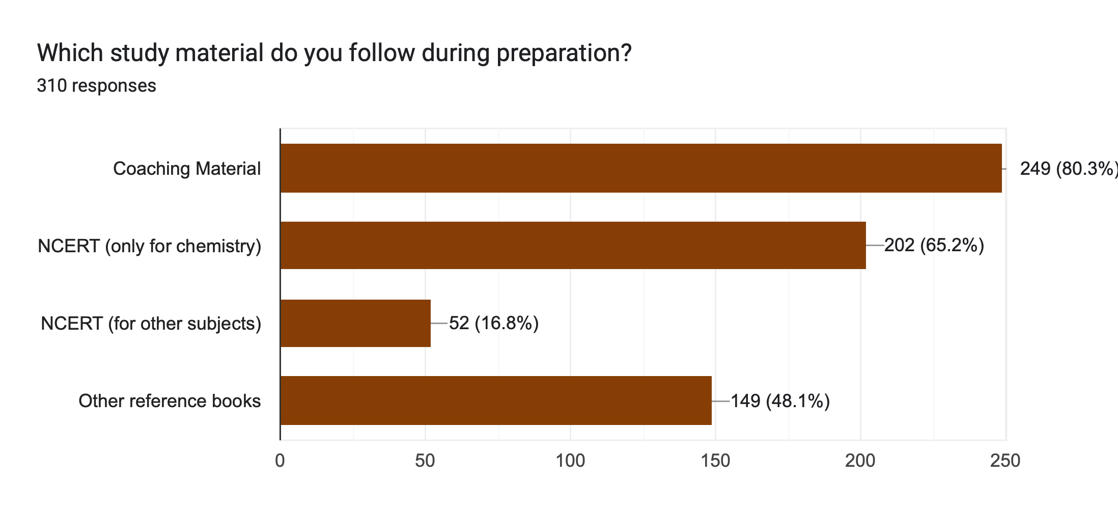 Which study material do you follow during preparation?
310 responses
Coaching Material
249 (80.3%)
NCERT (only for chemistry)
202 (65.2%)
NCERT (for other subjects)
52 (16.8%)
Other reference books
149 (48.1%)
0 50 100 150 200 250